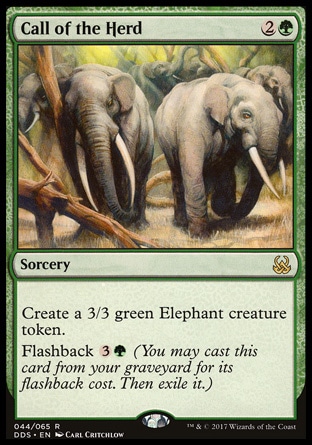 Call of the Herd 2
Sorcery
Create a 3/3 green Elephant creature
token.
Flashback 3 (You may cast this
card from your graveyard for its
flashback cost. Then exile it.)
044/065 R
DDS • EN Carl Critchlow
™ & © 2017 Wizards of the Coast